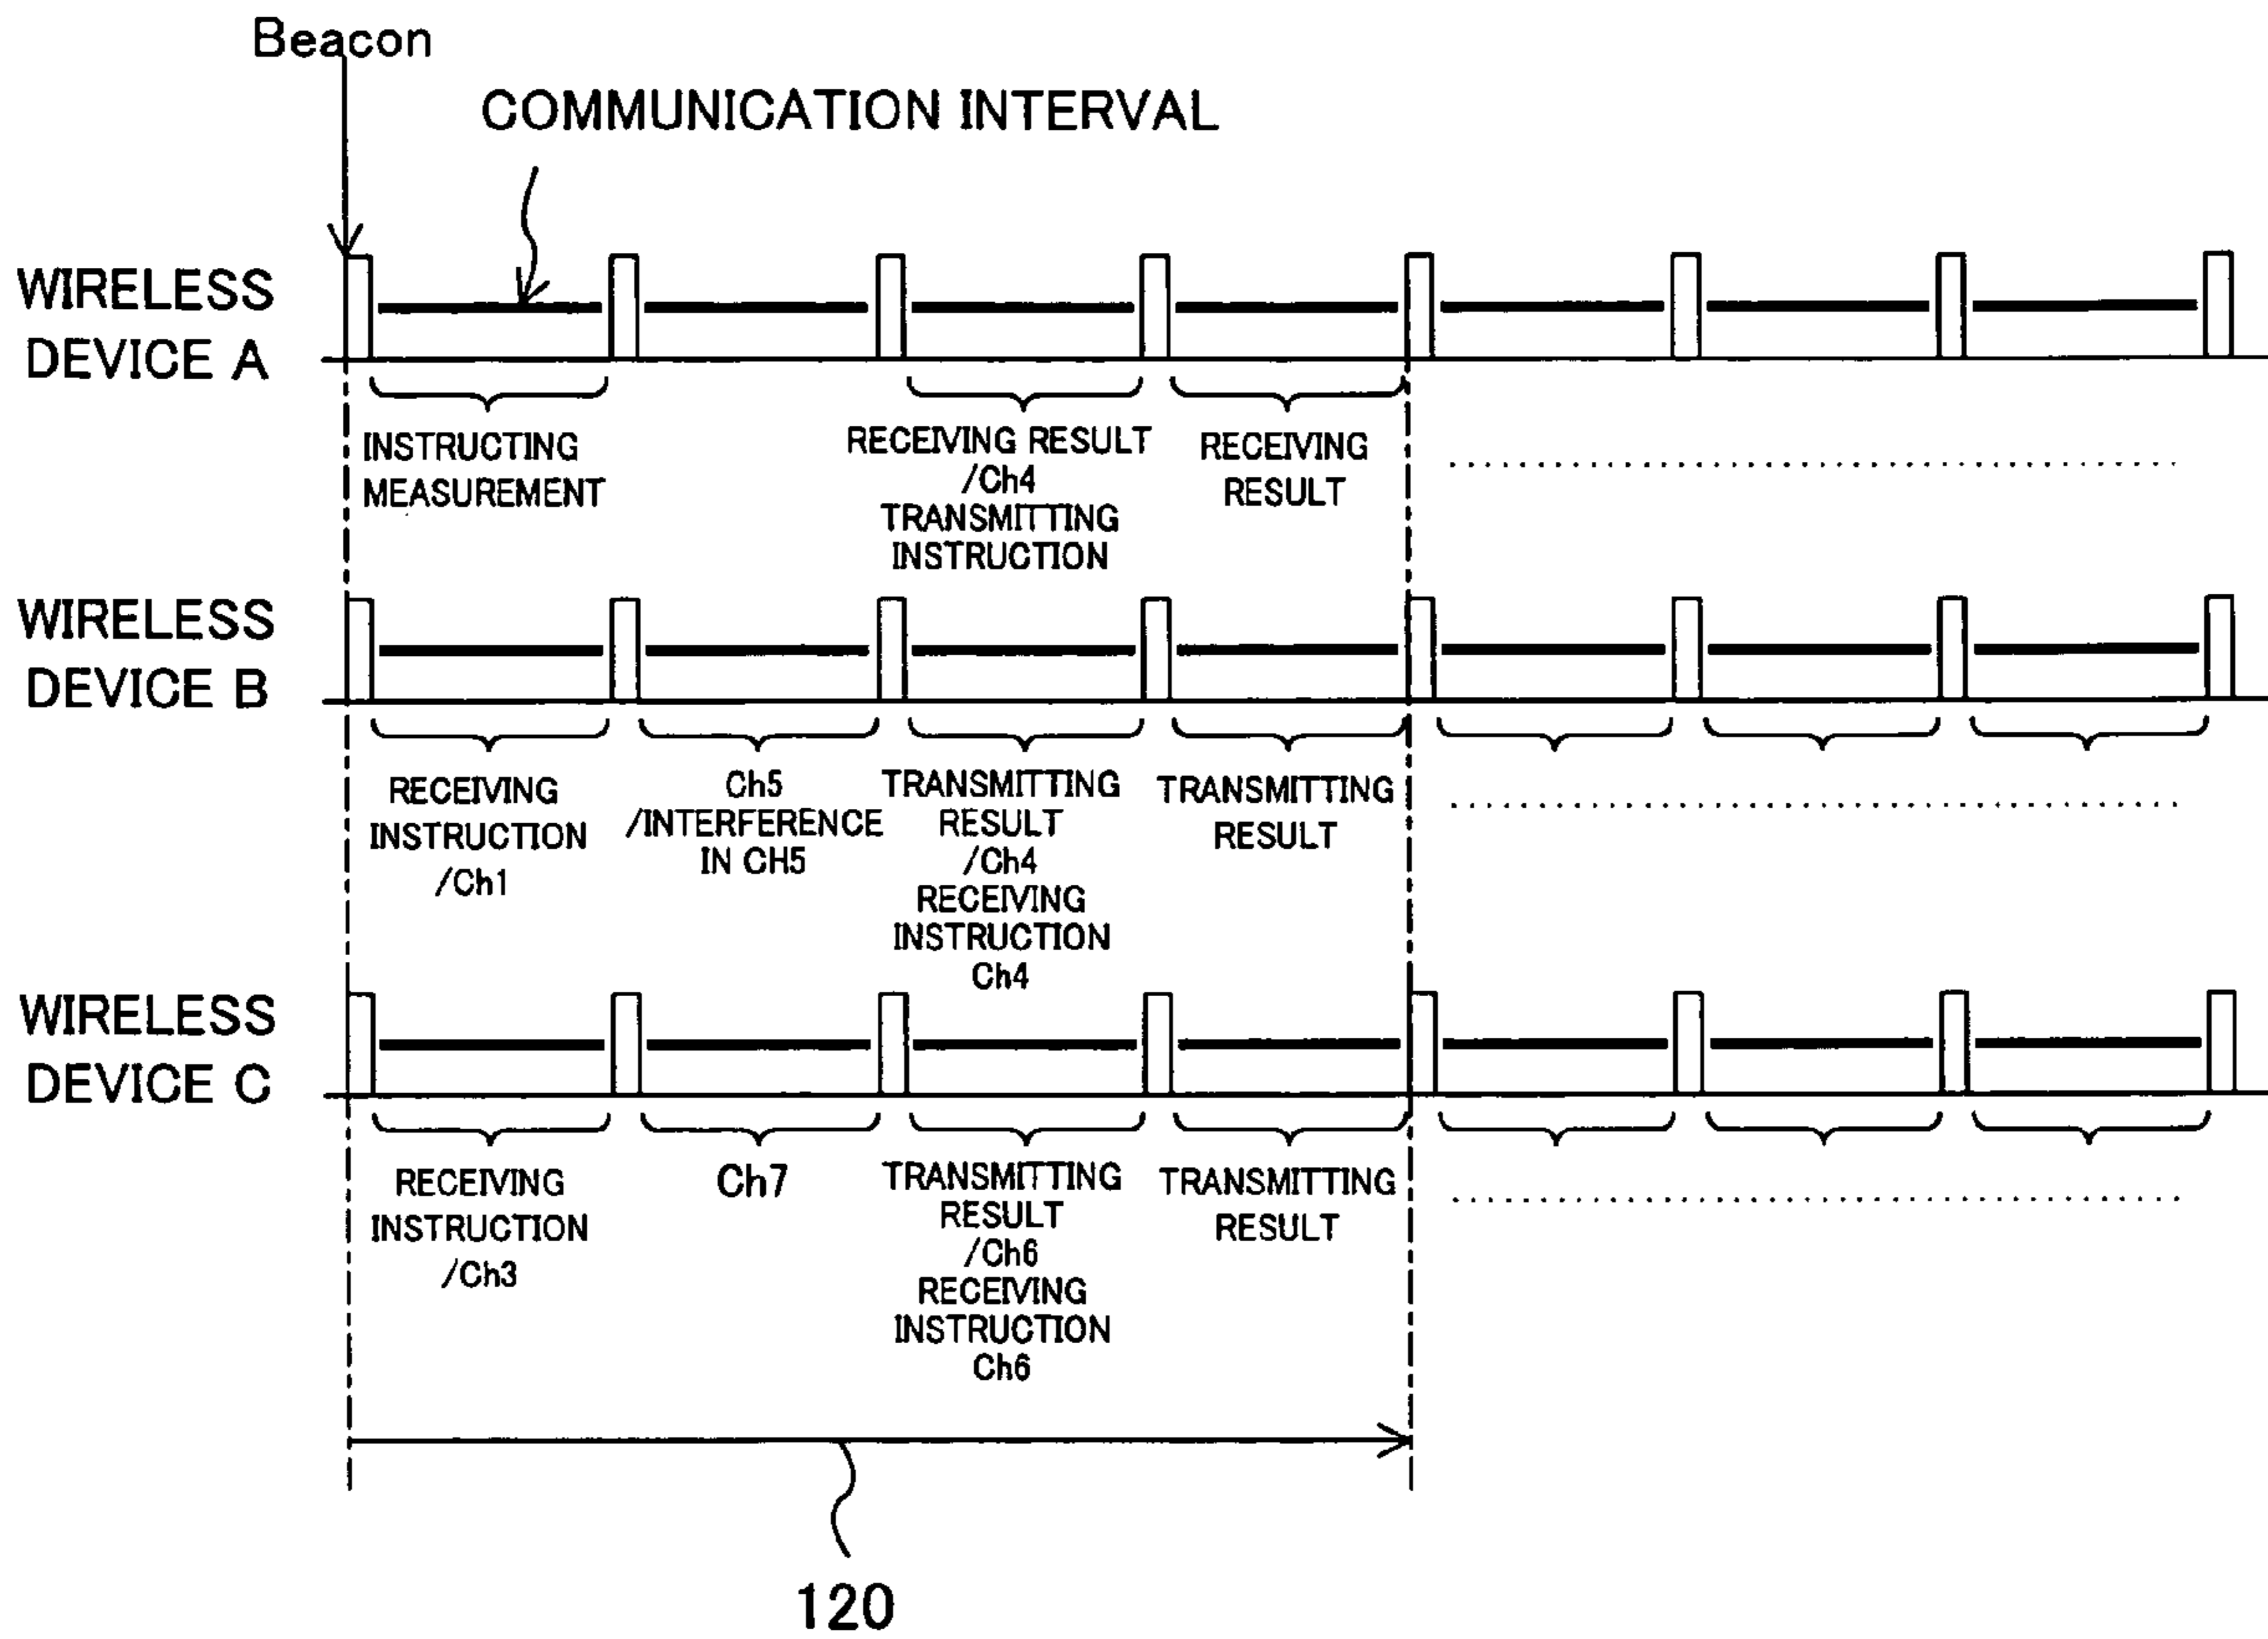 Beacon
COMMUNICATION INTERVAL
WIRELESS
DEVICE A
INSTRUCTING
MEASUREMENT
RECEIVING RESULT
/Ch4
TRANSMITTING
INSTRUCTION
RECEIVING
RESULT
WIRELESS
DEVICE B
RECEIVING
INSTRUCTION
/Ch1
Ch5
/INTERFERENCE
IN CH5
TRANSMITTING
RESULT
/Ch4
RECEIVING
INSTRUCTION
Ch4
TRANSMITTING
RESULT
WIRELESS
DEVICE C
RECEIVING
INSTRUCTION
/Ch3
Ch7
TRANSMITTING
RESULT
/Ch6
RECEIVING
INSTRUCTION
Ch6
TRANSMITTING
RESULT
120